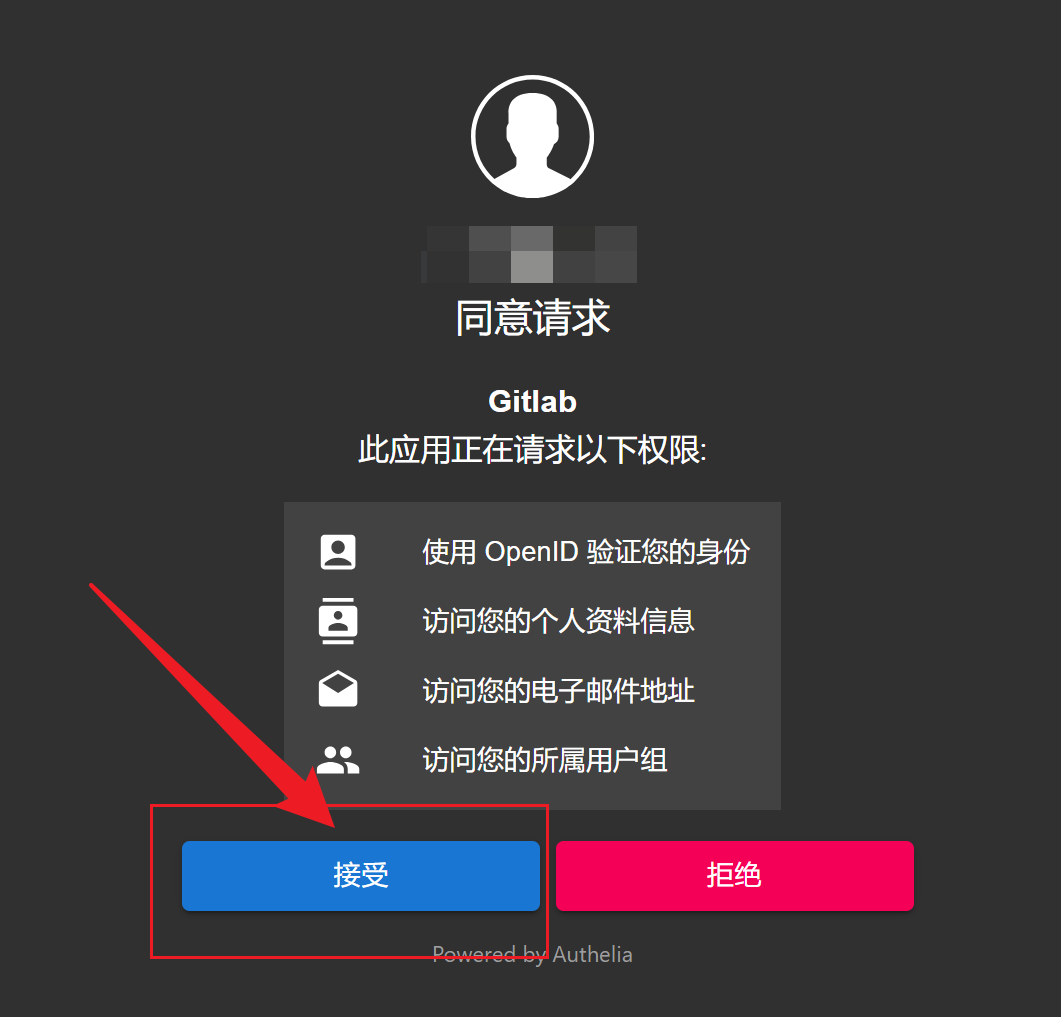 同意请求
Gitlab
此应用正在请求以下权限:
使用 OpenID 验证您的身份
访问您的个人资料信息
访问您的电子邮件地址
访问您的所属用户组
接受
拒绝
Powered by Authelia